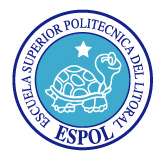 ESCUELA SUPERIOR POLITECNICA DEL LITORAL
ESPOL